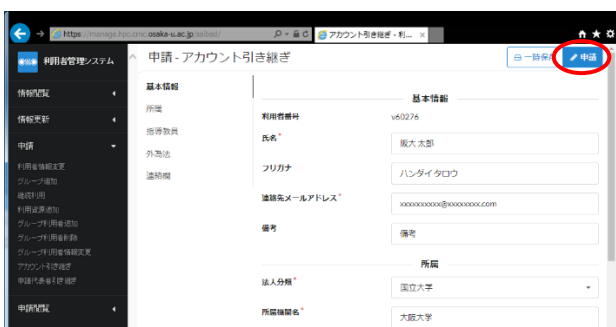 https://manage.hpc.cmc.osaka-u.ac.jp/saibed/
アカウント引き継ぎ - 利...
利用者管理システム
申請 - アカウント引き継ぎ
一時保
申請
情報閲覧
情報更新
申請
利用者情報変更
グループ追加
継続利用
利用資源追加
グループ利用者追加
グループ利用者削除
グループ利用者情報変更
アカウント引き継ぎ
申請代表者引き継ぎ
申請閲覧
基本情報
所属
指導教員
外為法
連絡欄
基本情報
利用者番号 v60276
氏名* 阪大 太郎
フリガナ ハンダイ タロウ
連絡先メールアドレス* xxxxxxxxxx@xxxxxxxx.com
備考 備考
所属
法人分類* 国立大学
所属機関名* 大阪大学